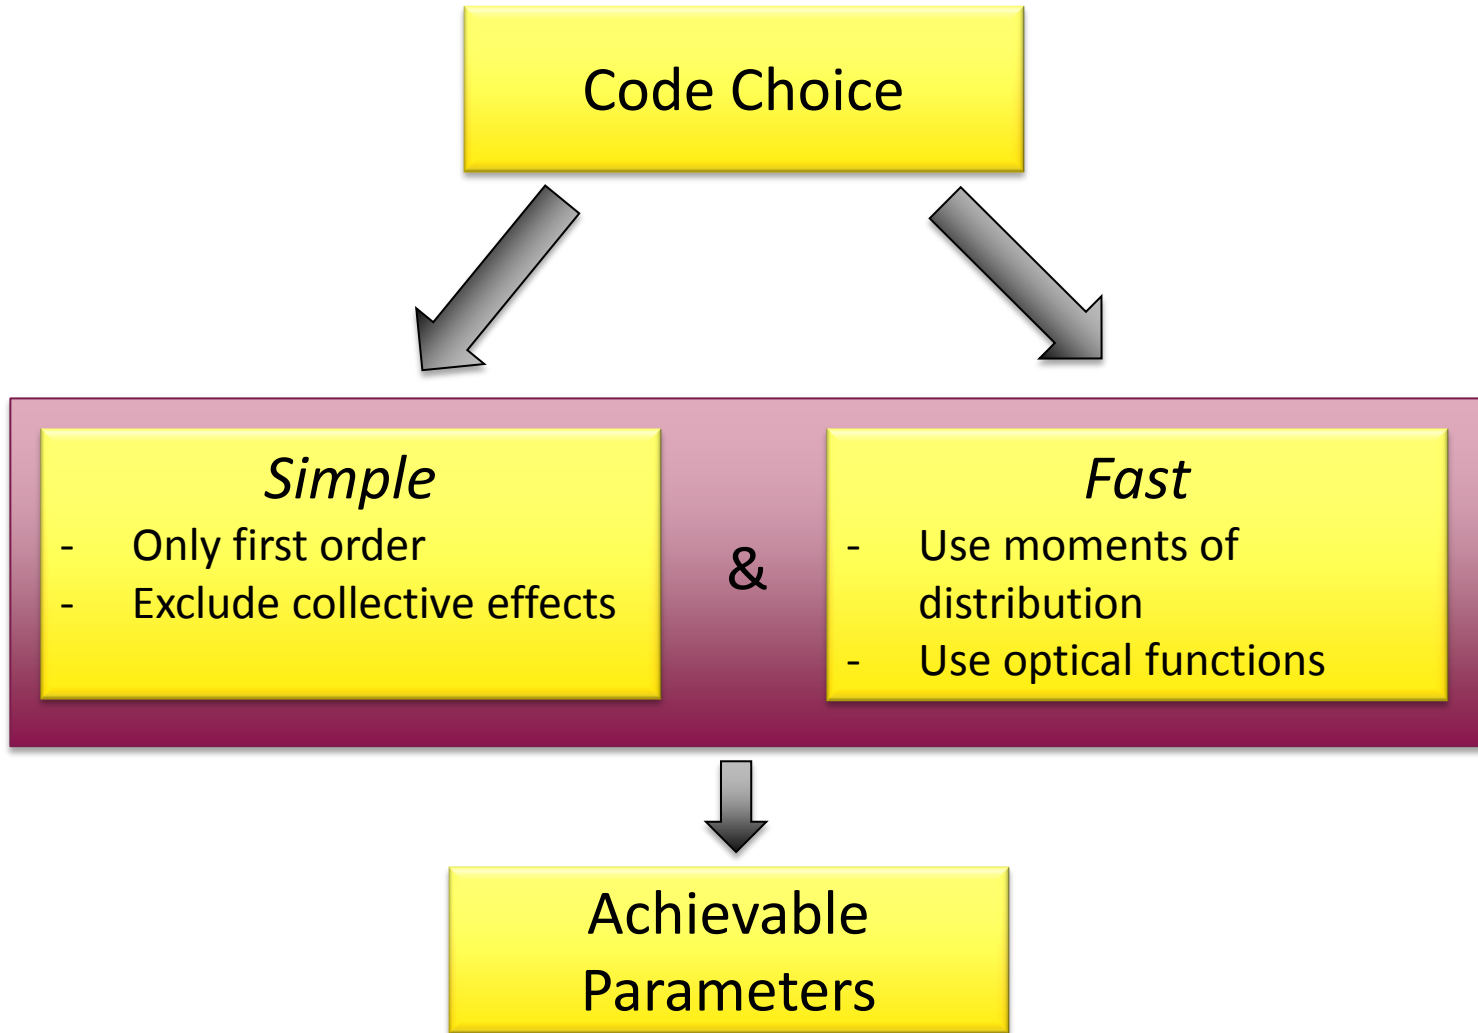 Code Choice
Simple
- Only first order
- Exclude collective effects
&
Fast
- Use moments of
distribution
- Use optical functions
Achievable
Parameters